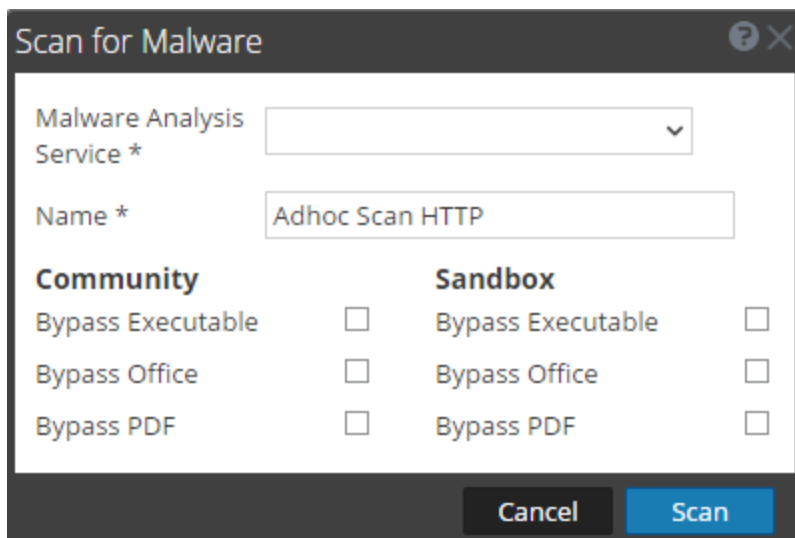 Scan for Malware
Malware Analysis
Service *
Name *
Adhoc Scan HTTP
Community
Sandbox
Bypass Executable
Bypass Executable
Bypass Office
Bypass Office
Bypass PDF
Bypass PDF
Cancel
Scan